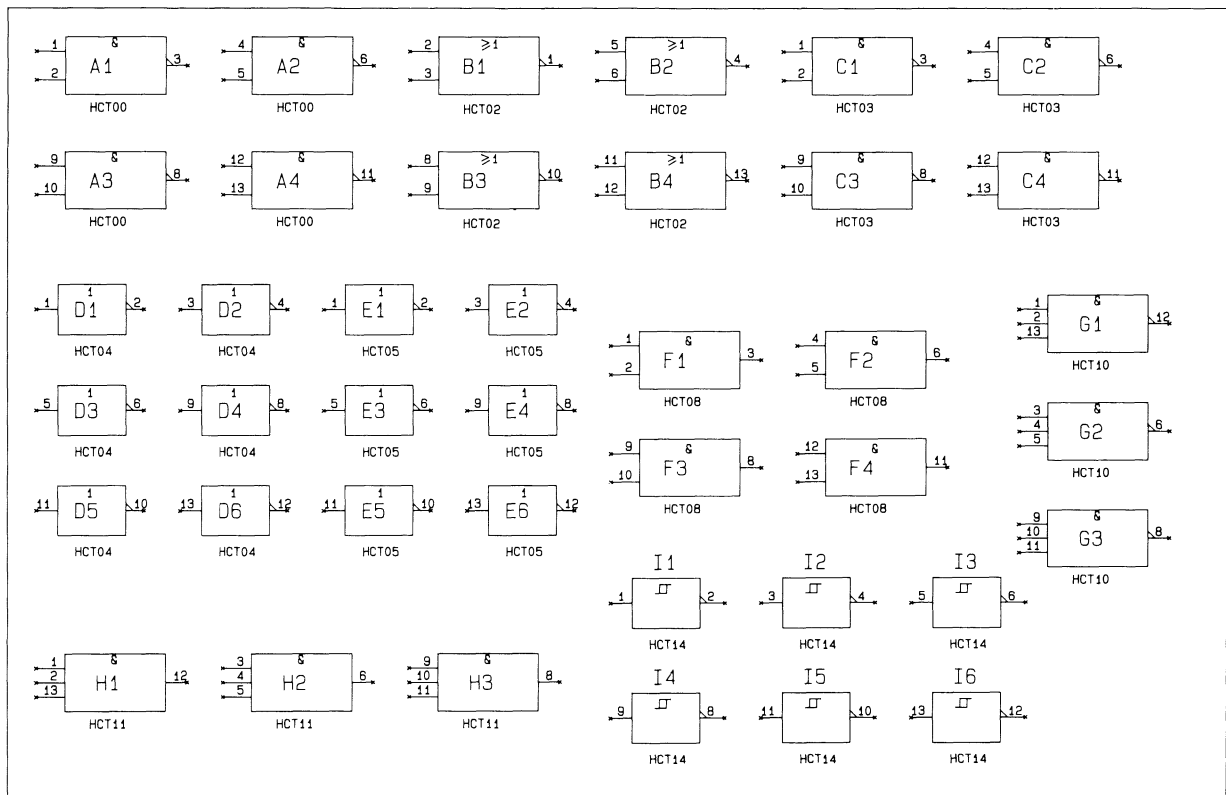 1 & A1 3 2 HCT00
4 & A2 6 5 HCT00
2 ≥1 B1 1 3 HCT02
5 ≥1 B2 4 6 HCT02
1 & C1 3 2 HCT03
4 & C2 6 5 HCT03
9 & A3 8 10 HCT00
12 & A4 11 13 HCT00
8 ≥1 B3 10 9 HCT02
11 ≥1 B4 13 12 HCT02
9 & C3 8 10 HCT03
12 & C4 11 13 HCT03
1 1 D1 2 HCT04
3 1 D2 4 HCT04
1 1 E1 2 HCT05
3 1 E2 4 HCT05
5 1 D3 6 HCT04
9 1 D4 8 HCT04
5 1 E3 6 HCT05
9 1 E4 8 HCT05
11 1 D5 10 HCT04
13 1 D6 12 HCT04
11 1 E5 10 HCT05
13 1 E6 12 HCT05
1 & F1 3 2 HCT08
4 & F2 6 5 HCT08
9 & F3 8 10 HCT08
12 & F4 11 13 HCT08
1 & 2 G1 12 13 HCT10
3 & 4 G2 6 5 HCT10
9 & 10 G3 8 11 HCT10
I1 1 2 HCT14
I2 3 4 HCT14
I3 5 6 HCT14
I4 9 8 HCT14
I5 11 10 HCT14
I6 13 12 HCT14
1 & 2 H1 12 13 HCT11
3 & 4 H2 6 5 HCT11
9 & 10 H3 8 11 HCT11